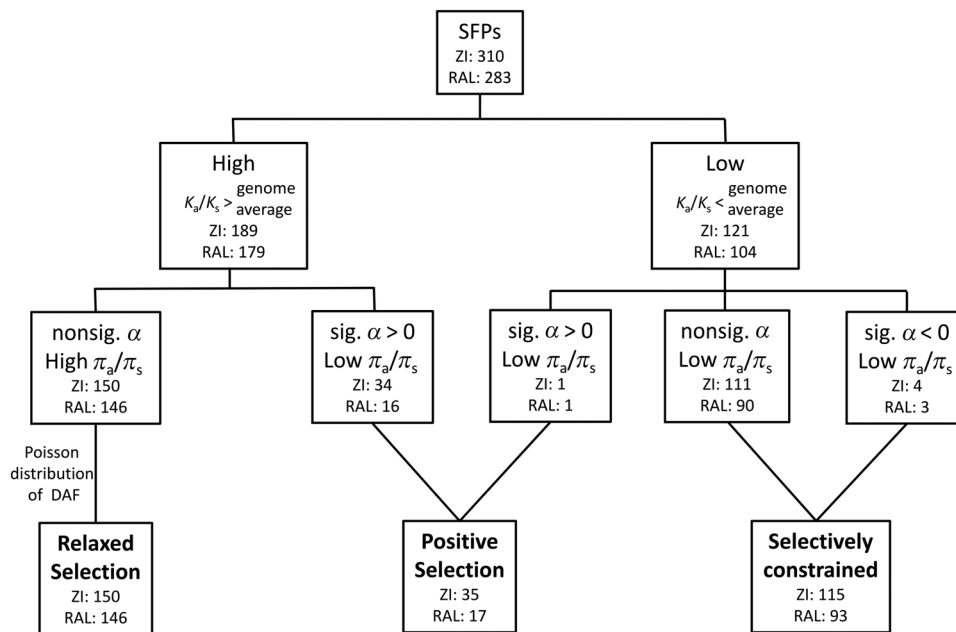 SFPs
ZI: 310
RAL: 283
High
Kₐ/Kₛ > genome average
ZI: 189
RAL: 179
Low
Kₐ/Kₛ < genome average
ZI: 121
RAL: 104
nonsig. α
High πₐ/πₛ
ZI: 150
RAL: 146
sig. α > 0
Low πₐ/πₛ
ZI: 34
RAL: 16
sig. α > 0
Low πₐ/πₛ
ZI: 1
RAL: 1
nonsig. α
Low πₐ/πₛ
ZI: 111
RAL: 90
sig. α < 0
Low πₐ/πₛ
ZI: 4
RAL: 3
Poisson
distribution
of DAF
Relaxed
Selection
ZI: 150
RAL: 146
Positive
Selection
ZI: 35
RAL: 17
Selectively
constrained
ZI: 115
RAL: 93